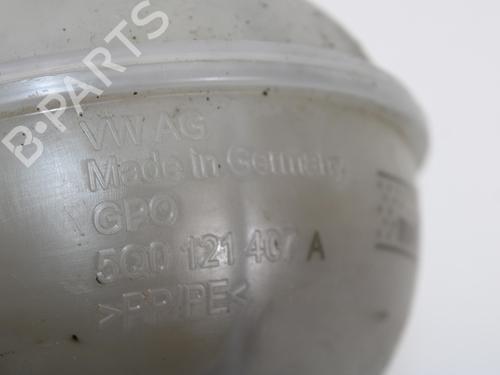 B-PARTS
VW AG
Made in Germany
GPO
5Q0 121 407 A
>PP/PE<